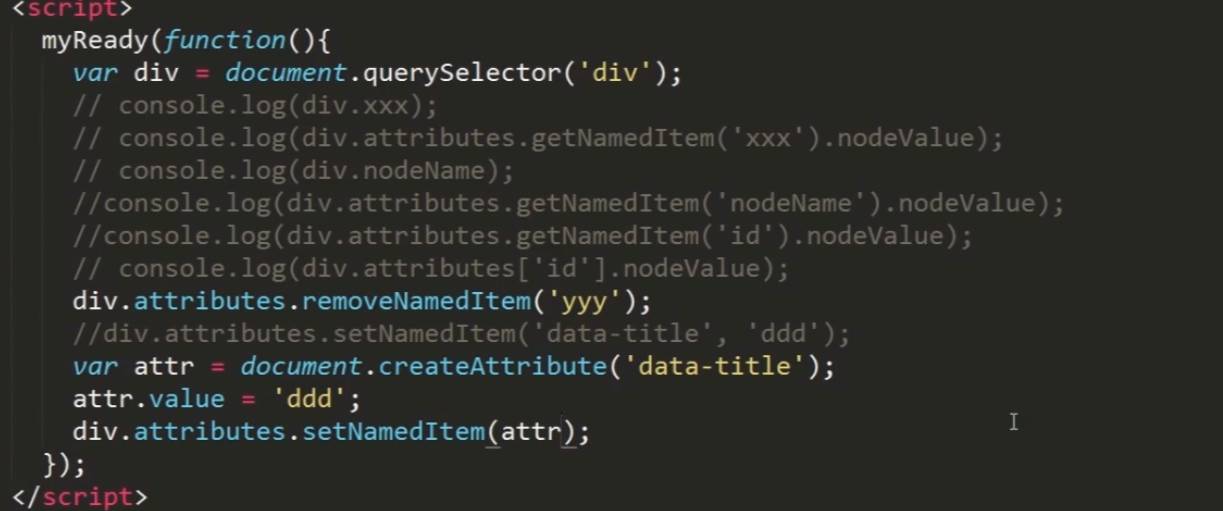 <script>
myReady(function(){
var div = document.querySelector('div');
// console.log(div.xxx);
// console.log(div.attributes.getNamedItem('xxx').nodeValue);
// console.log(div.nodeName);
//console.log(div.attributes.getNamedItem('nodeName').nodeValue);
//console.log(div.attributes.getNamedItem('id').nodeValue);
// console.log(div.attributes['id'].nodeValue);
div.attributes.removeNamedItem('yyy');
//div.attributes.setNamedItem('data-title', 'ddd');
var attr = document.createAttribute('data-title');
attr.value = 'ddd';
div.attributes.setNamedItem(attr);
});
</script>